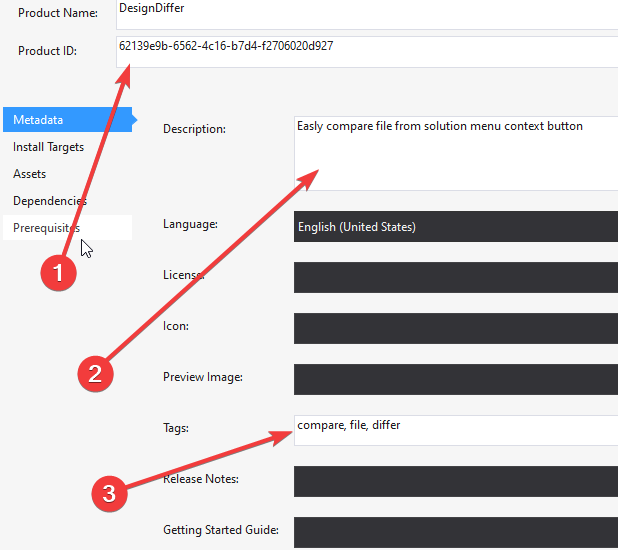 Product Name: DesignDiffer
Product ID: 62139e9b-6562-4c16-b7d4-f2706020d927
Metadata
Install Targets
Assets
Dependencies
Prerequisites
1
Description: Easly compare file from solution menu context button
Language: English (United States)
License:
Icon:
2
Preview Image:
Tags: compare, file, differ
3
Release Notes:
Getting Started Guide: